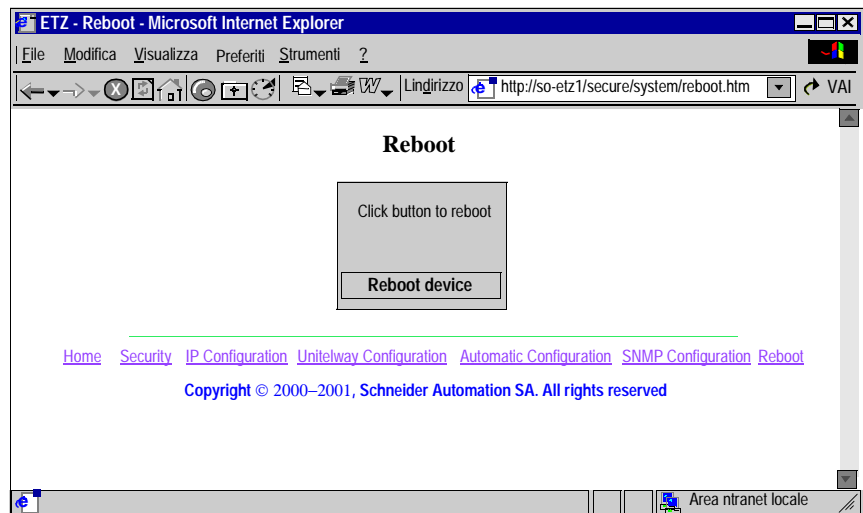 ETZ - Reboot - Microsoft Internet Explorer
File Modifica Visualizza Preferiti Strumenti ?
Lindirizzo http://so-etz1/secure/system/reboot.htm VAI
Reboot
Click button to reboot
Reboot device
Home Security IP Configuration Unitelway Configuration Automatic Configuration SNMP Configuration Reboot
Copyright © 2000–2001, Schneider Automation SA. All rights reserved
Area ntranet locale